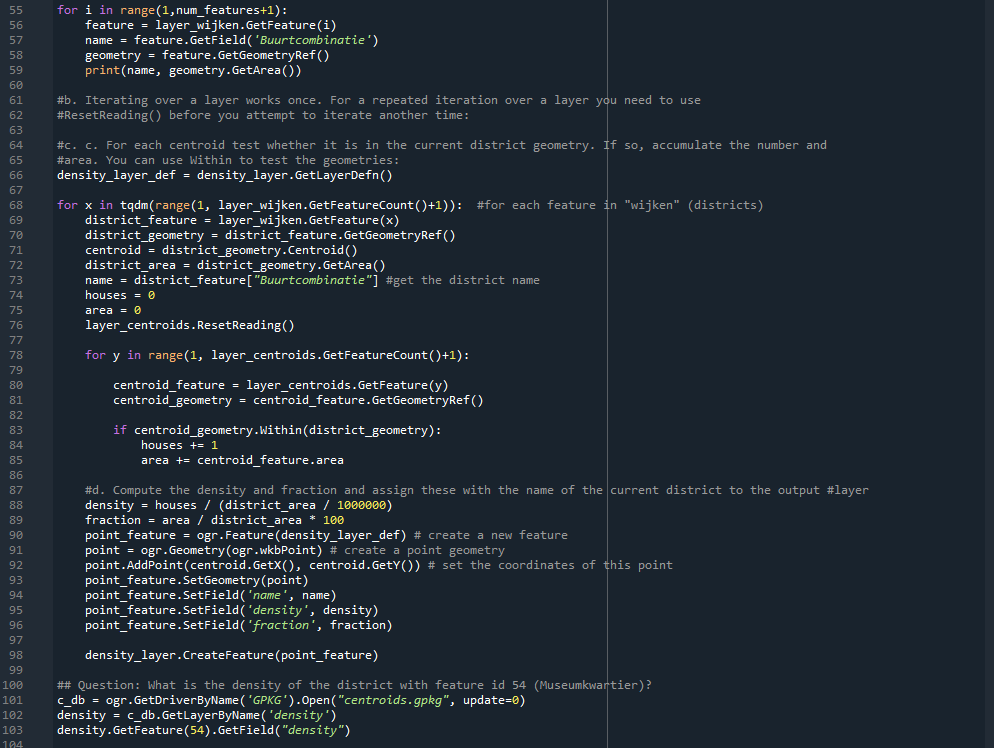 55 for i in range(1,num_features+1):
56 feature = layer_wijken.GetFeature(i)
57 name = feature.GetField('Buurtcombinatie')
58 geometry = feature.GetGeometryRef()
59 print(name, geometry.GetArea())
60
61 #b. Iterating over a layer works once. For a repeated iteration over a layer you need to use
62 #ResetReading() before you attempt to iterate another time:
63
64 #c. c. For each centroid test whether it is in the current district geometry. If so, accumulate the number and
65 #area. You can use Within to test the geometries:
66 density_layer_def = density_layer.GetLayerDefn()
67
68 for x in tqdm(range(1, layer_wijken.GetFeatureCount()+1)):  #for each feature in "wijken" (districts)
69 district_feature = layer_wijken.GetFeature(x)
70 district_geometry = district_feature.GetGeometryRef()
71 centroid = district_geometry.Centroid()
72 district_area = district_geometry.GetArea()
73 name = district_feature["Buurtcombinatie"] #get the district name
74 houses = 0
75 area = 0
76 layer_centroids.ResetReading()
77
78 for y in range(1, layer_centroids.GetFeatureCount()+1):
79
80 centroid_feature = layer_centroids.GetFeature(y)
81 centroid_geometry = centroid_feature.GetGeometryRef()
82
83 if centroid_geometry.Within(district_geometry):
84 houses += 1
85 area += centroid_feature.area
86
87 #d. Compute the density and fraction and assign these with the name of the current district to the output #layer
88 density = houses / (district_area / 1000000)
89 fraction = area / district_area * 100
90 point_feature = ogr.Feature(density_layer_def) # create a new feature
91 point = ogr.Geometry(ogr.wkbPoint) # create a point geometry
92 point.AddPoint(centroid.GetX(), centroid.GetY()) # set the coordinates of this point
93 point_feature.SetGeometry(point)
94 point_feature.SetField('name', name)
95 point_feature.SetField('density', density)
96 point_feature.SetField('fraction', fraction)
97
98 density_layer.CreateFeature(point_feature)
99
100 ## Question: What is the density of the district with feature id 54 (Museumkwartier)?
101 c_db = ogr.GetDriverByName('GPKG').Open("centroids.gpkg", update=0)
102 density = c_db.GetLayerByName('density')
103 density.GetFeature(54).GetField("density")
104